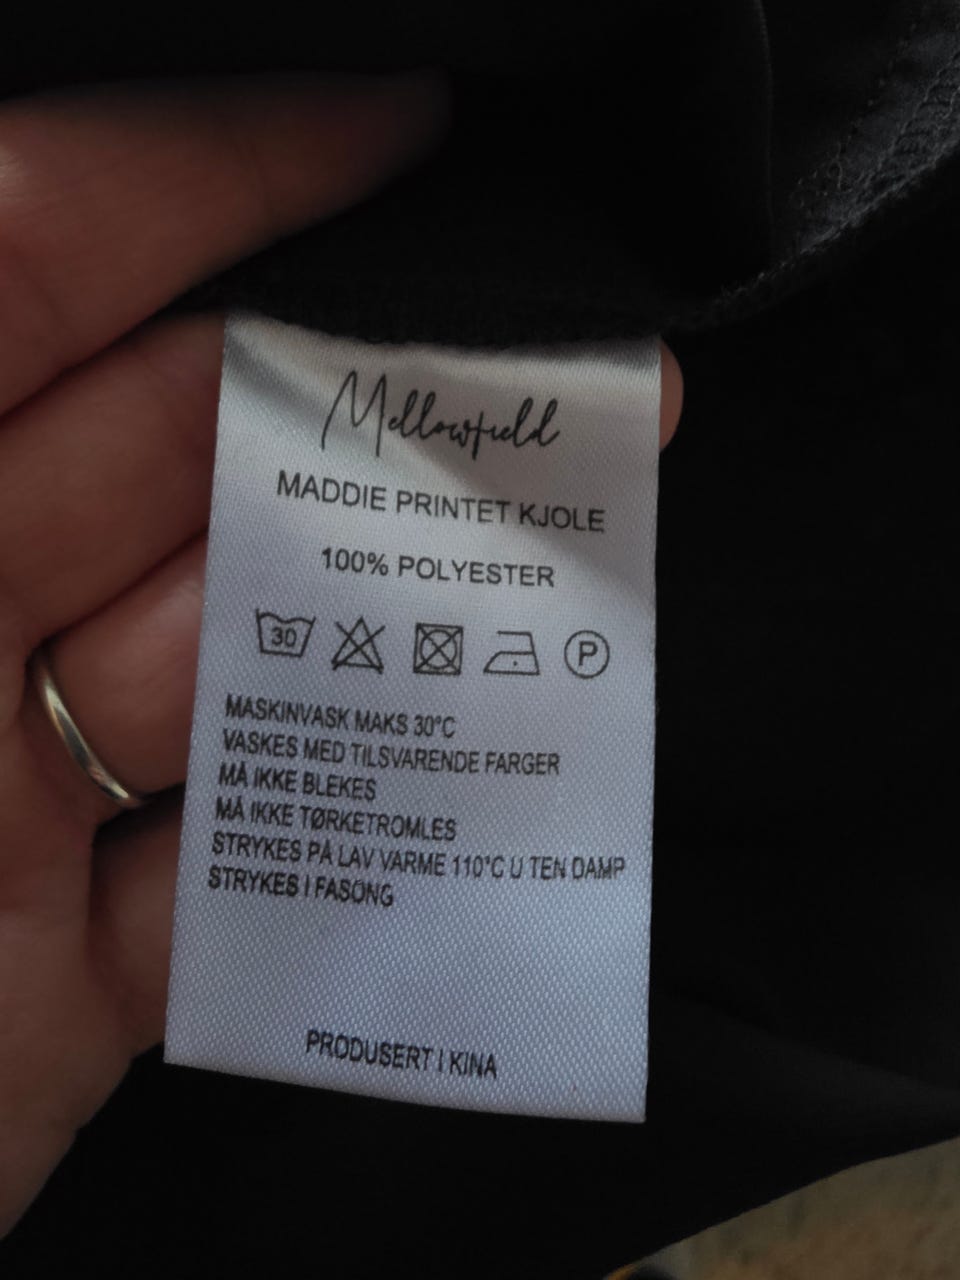 Mellowfield
MADDIE PRINTET KJOLE
100% POLYESTER
30 P
MASKINVASK MAKS 30°C
VASKES MED TILSVARENDE FARGER
MÅ IKKE BLEKES
MÅ IKKE TØRKETROMLES
STRYKES PÅ LAV VARME 110°C U TEN DAMP
STRYKES I FASONG
PRODUSERT I KINA